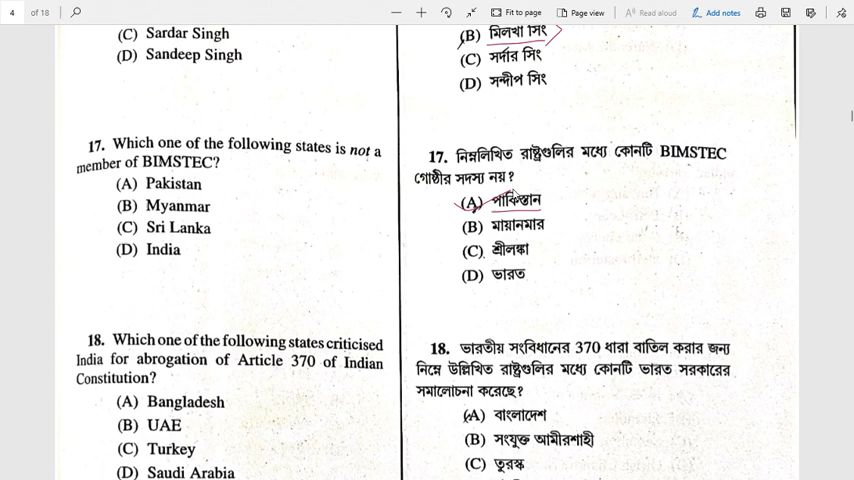 4 of 18
Fit to page
Page view
Read aloud
Add notes
(C) Sardar Singh
(D) Sandeep Singh
17. Which one of the following states is not a
member of BIMSTEC?
(A) Pakistan
(B) Myanmar
(C) Sri Lanka
(D) India
18. Which one of the following states criticised
India for abrogation of Article 370 of Indian
Constitution?
(A) Bangladesh
(B) UAE
(C) Turkey
(D) Saudi Arabia
(B) মিলখা সিং
(C) সর্দার সিং
(D) সন্দীপ সিং
17. নিম্নলিখিত রাষ্ট্রগুলির মধ্যে কোনটি BIMSTEC
গোষ্ঠীর সদস্য নয়?
(A) পাকিস্তান
(B) মায়ানমার
(C) শ্রীলঙ্কা
(D) ভারত
18. ভারতীয় সংবিধানের 370 ধারা বাতিল করার জন্য
নিম্নে উল্লিখিত রাষ্ট্রগুলির মধ্যে কোনটি ভারত সরকারের
সমালোচনা করেছে?
(A) বাংলাদেশ
(B) সংযুক্ত আমীরশাহী
(C) তুরস্ক